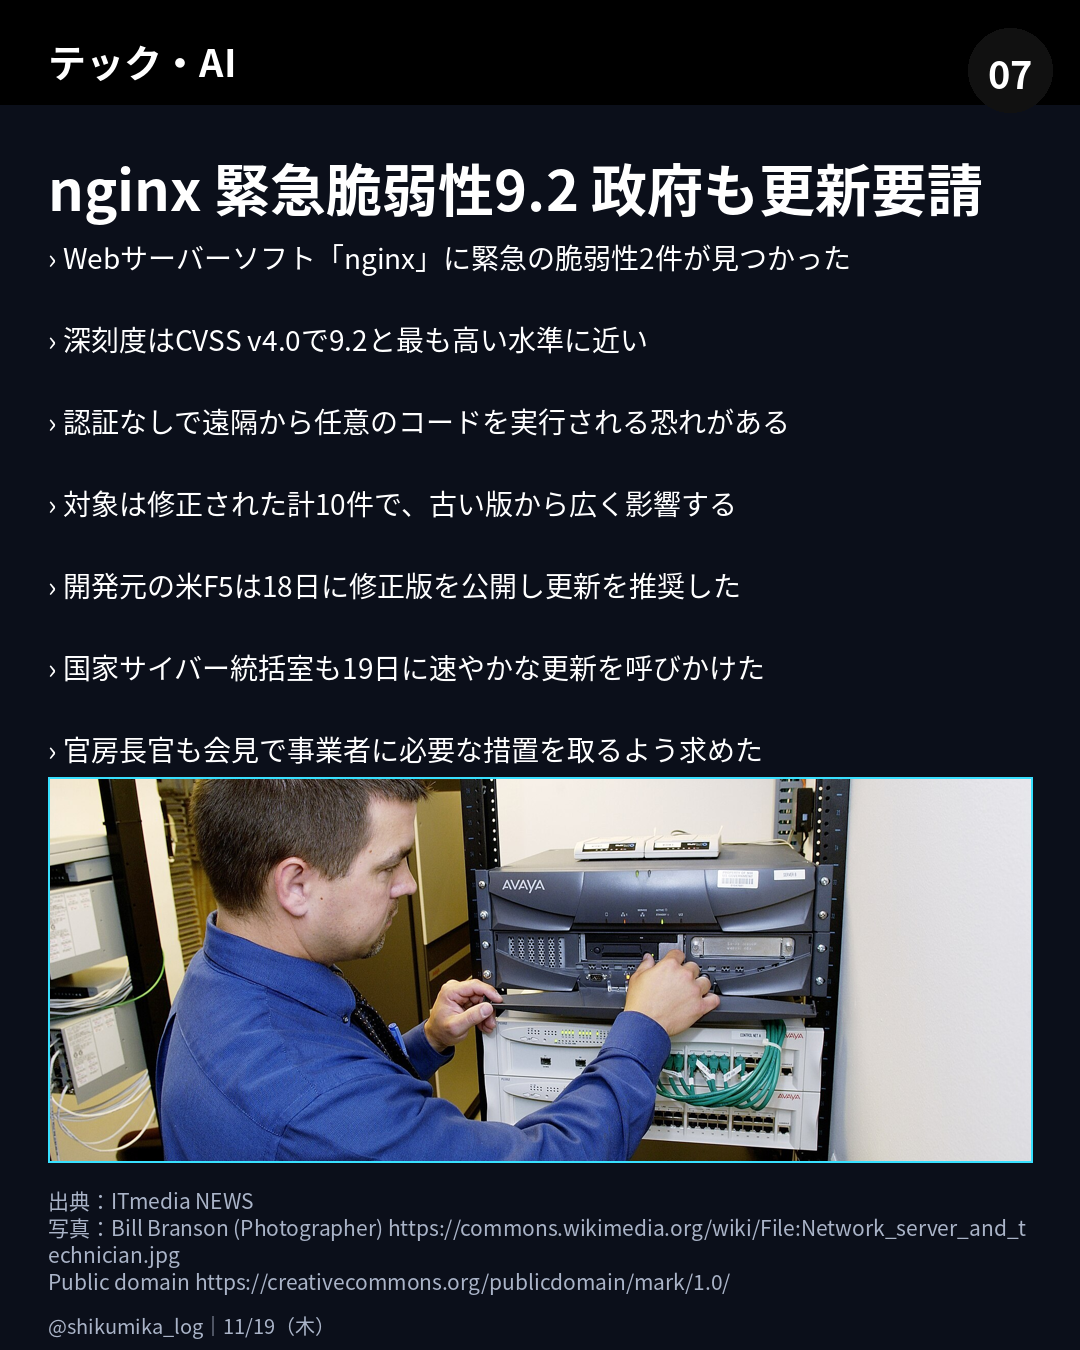 テック・AI
07
nginx 緊急脆弱性9.2 政府も更新要請
› Webサーバーソフト「nginx」に緊急の脆弱性2件が見つかった
› 深刻度はCVSS v4.0で9.2と最も高い水準に近い
› 認証なしで遠隔から任意のコードを実行される恐れがある
› 対象は修正された計10件で、古い版から広く影響する
› 開発元の米F5は18日に修正版を公開し更新を推奨した
› 国家サイバー統括室も19日に速やかな更新を呼びかけた
› 官房長官も会見で事業者に必要な措置を取るよう求めた
AVAYA
AVAYA
AVAYA
出典：ITmedia NEWS
写真：Bill Branson (Photographer) https://commons.wikimedia.org/wiki/File:Network_server_and_t
echnician.jpg
Public domain https://creativecommons.org/publicdomain/mark/1.0/
@shikumika_log｜11/19（木）